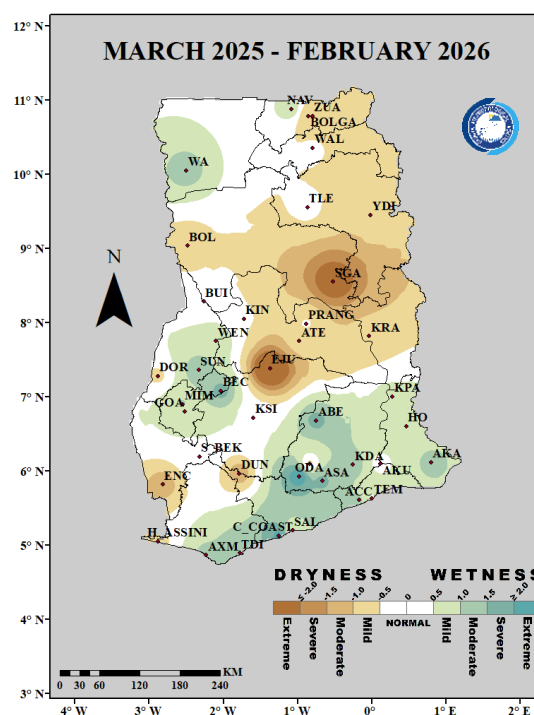 MARCH 2025 - FEBRUARY 2026
12° N
11° N
10° N
9° N
8° N
7° N
6° N
5° N
4° N
3° N
NAV
ZUA
BOLGA
WAL
WA
TLE
YDI
BOL
SGA
N
BUI
KIN
PRANG
WEN
ATE
KRA
SUN
EJU
DOR
BEC
MIM
GOA
KPA
KSI
ABE
HO
S_BEK
DUN
ODA
KDA
AKA
ENC
ASA
AKU
ACC
TEM
H_ASSINI
C_COAST
SAL
AXM
TDI
DRYNESS WETNESS
≤ -2.0 -1.5 -1.0 -0.5 0 0.5 1.0 1.5 ≥ 2.0
Extreme Severe Moderate Mild NORMAL Mild Moderate Severe Extreme
KM
0 15 30 60 120 180 240
4° W 3° W 2° W 1° W 0° 1° E 2° E